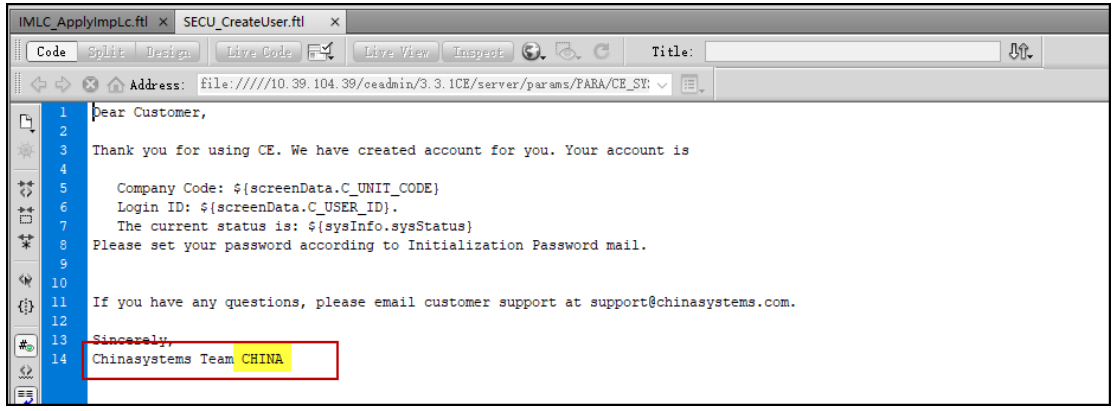 IMLC_ApplyImpLc.ftl × SECU_CreateUser.ftl ×
Code Split Design Live Code Live View Inspect Title:
Address: file://///10.39.104.39/ceadmin/3.3.1CE/server/params/PARA/CE_SY
1 Dear Customer,
2
3 Thank you for using CE. We have created account for you. Your account is
4
5 Company Code: ${screenData.C_UNIT_CODE}
6 Login ID: ${screenData.C_USER_ID}.
7 The current status is: ${sysInfo.sysStatus}
8 Please set your password according to Initialization Password mail.
9
10
11 If you have any questions, please email customer support at support@chinasystems.com.
12
13 Sincerely,
14 Chinasystems Team CHINA